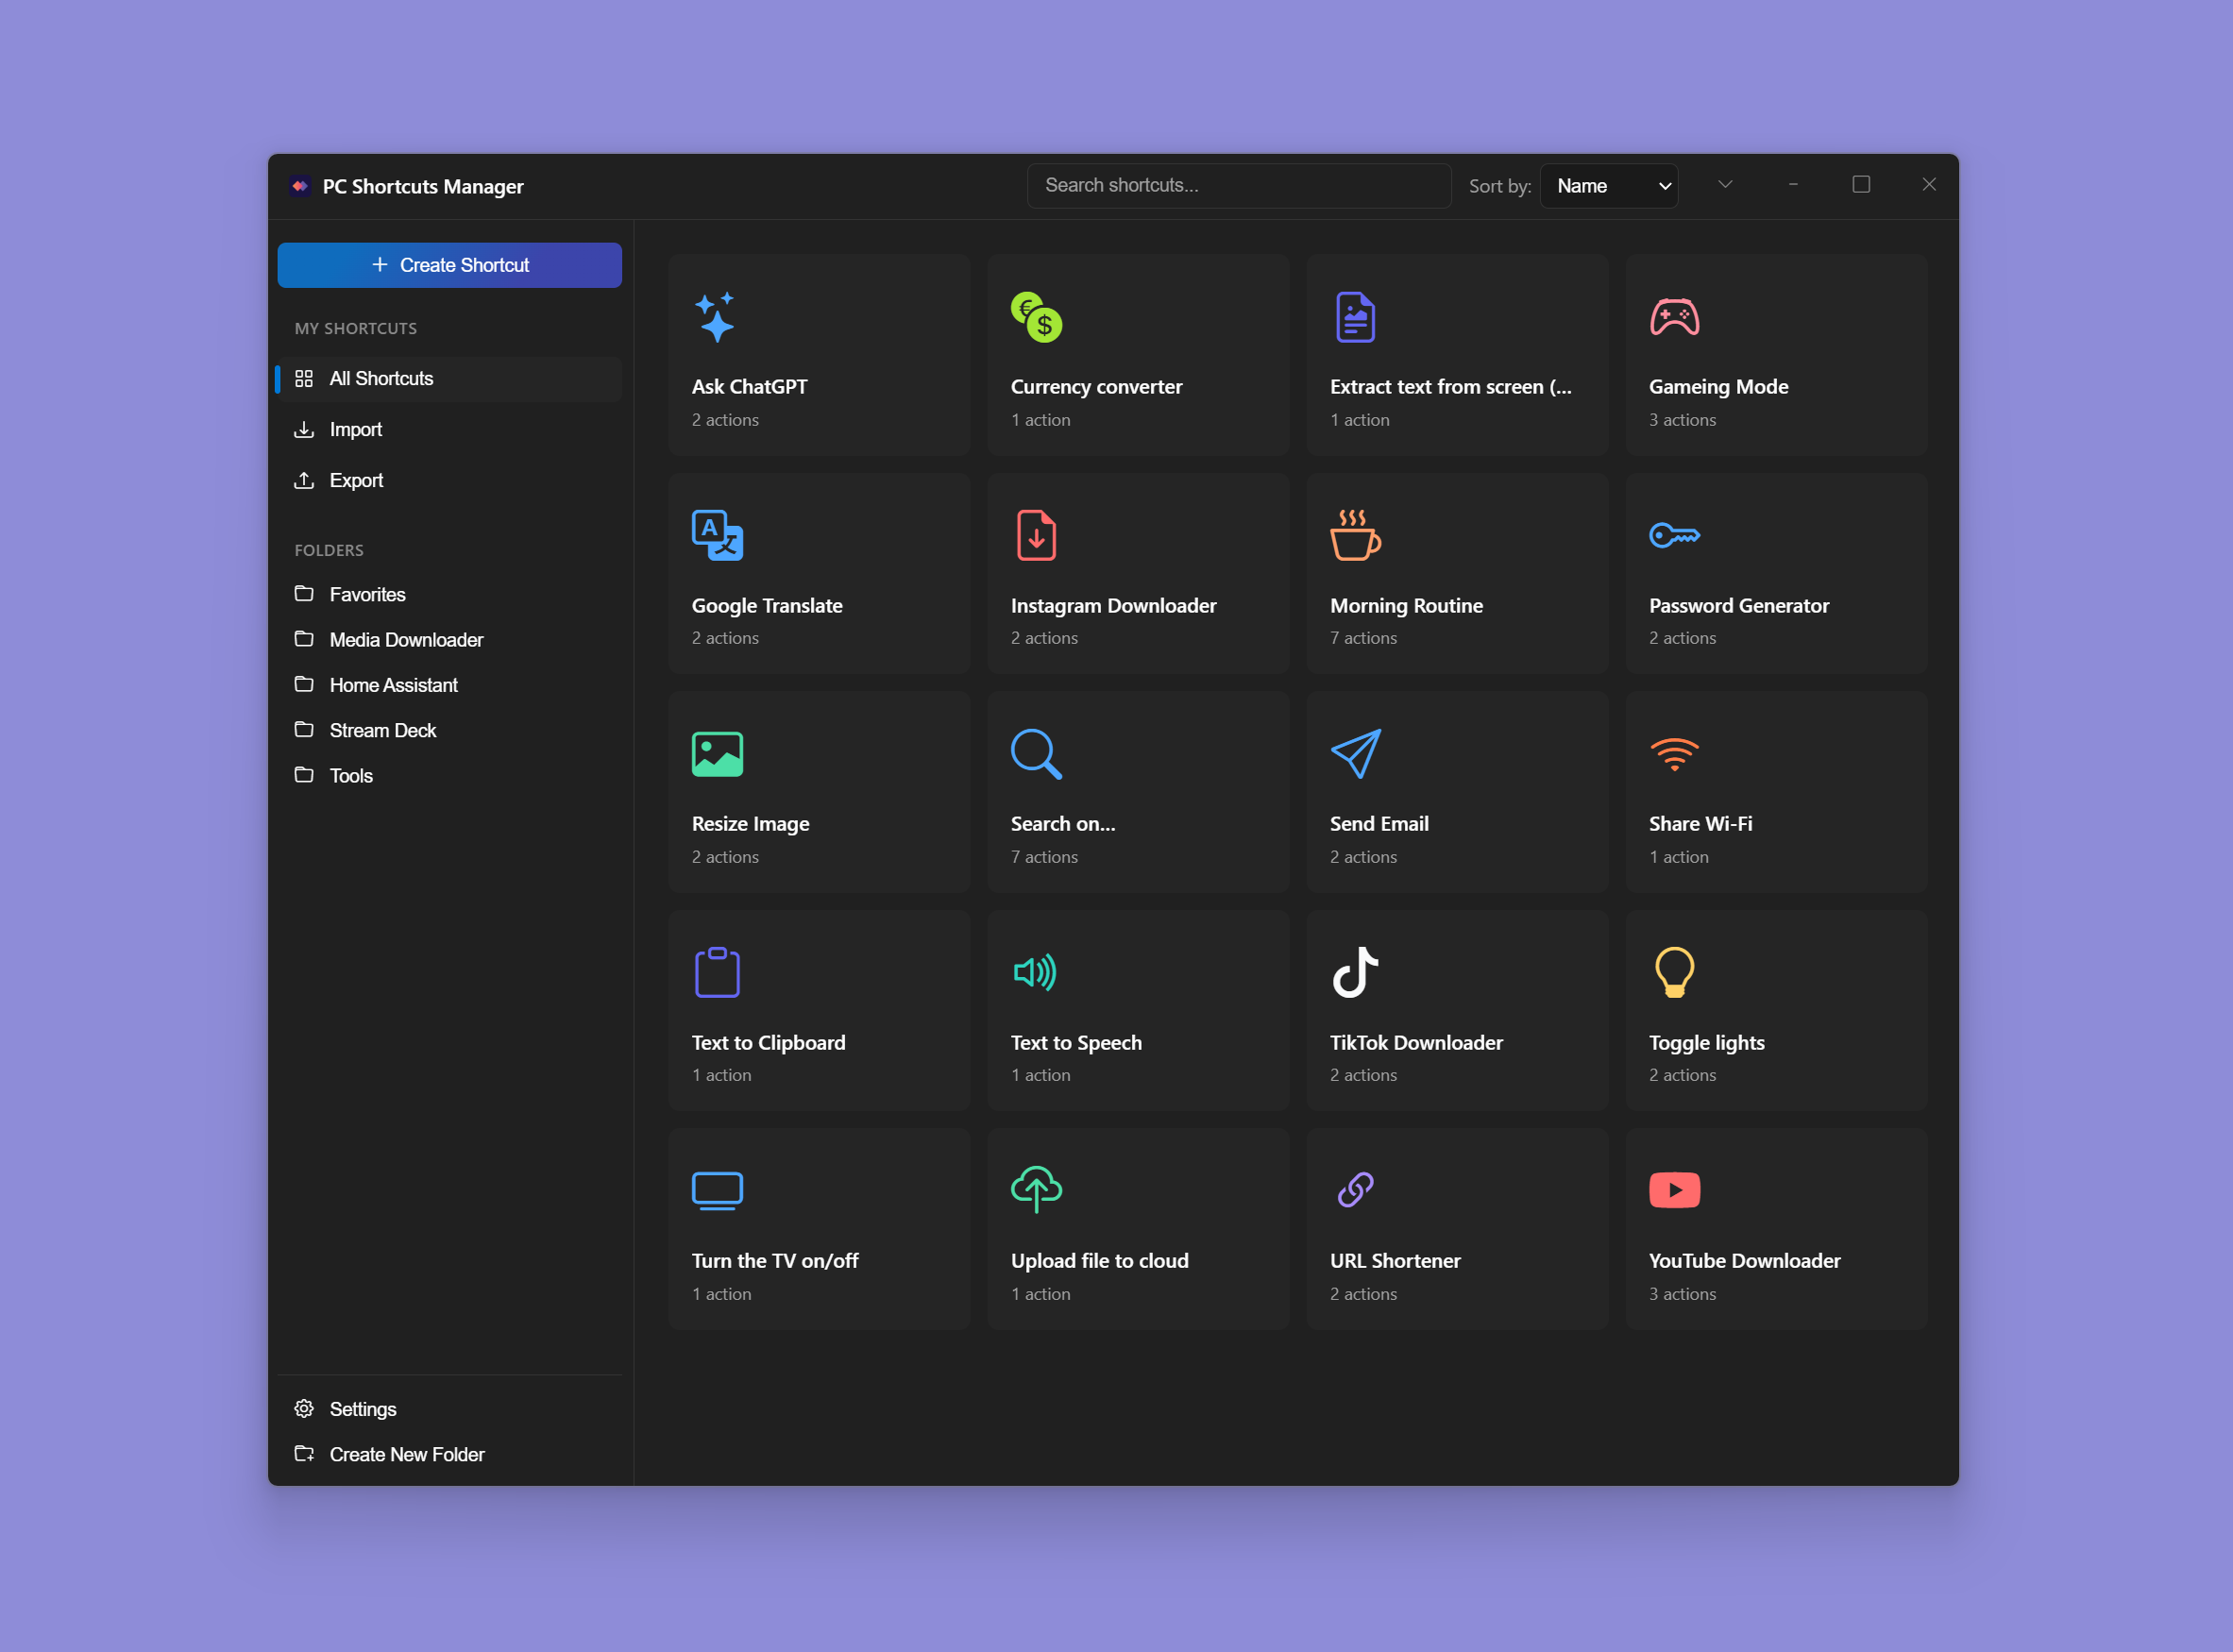 PC Shortcuts Manager
Search shortcuts...
Sort by:
Name
Create Shortcut
MY SHORTCUTS
All Shortcuts
Import
Export
FOLDERS
Favorites
Media Downloader
Home Assistant
Stream Deck
Tools
Settings
Create New Folder
Ask ChatGPT
2 actions
€
$
Currency converter
1 action
Extract text from screen (...
1 action
Gameing Mode
3 actions
A
文
Google Translate
2 actions
Instagram Downloader
2 actions
Morning Routine
7 actions
Password Generator
2 actions
Resize Image
2 actions
Search on...
7 actions
Send Email
2 actions
Share Wi-Fi
1 action
Text to Clipboard
1 action
Text to Speech
1 action
TikTok Downloader
2 actions
Toggle lights
2 actions
Turn the TV on/off
1 action
Upload file to cloud
1 action
URL Shortener
2 actions
YouTube Downloader
3 actions